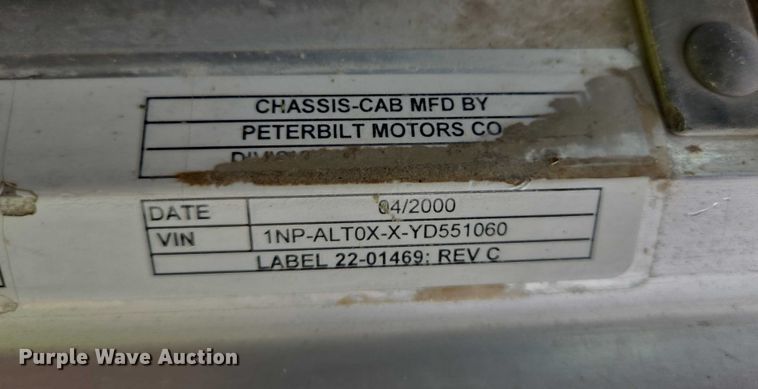 CHASSIS-CAB MFD BY
PETERBILT MOTORS CO
DATE 04/2000
VIN 1NP-ALT0X-X-YD551060
LABEL 22-01469: REV C
Purple Wave Auction